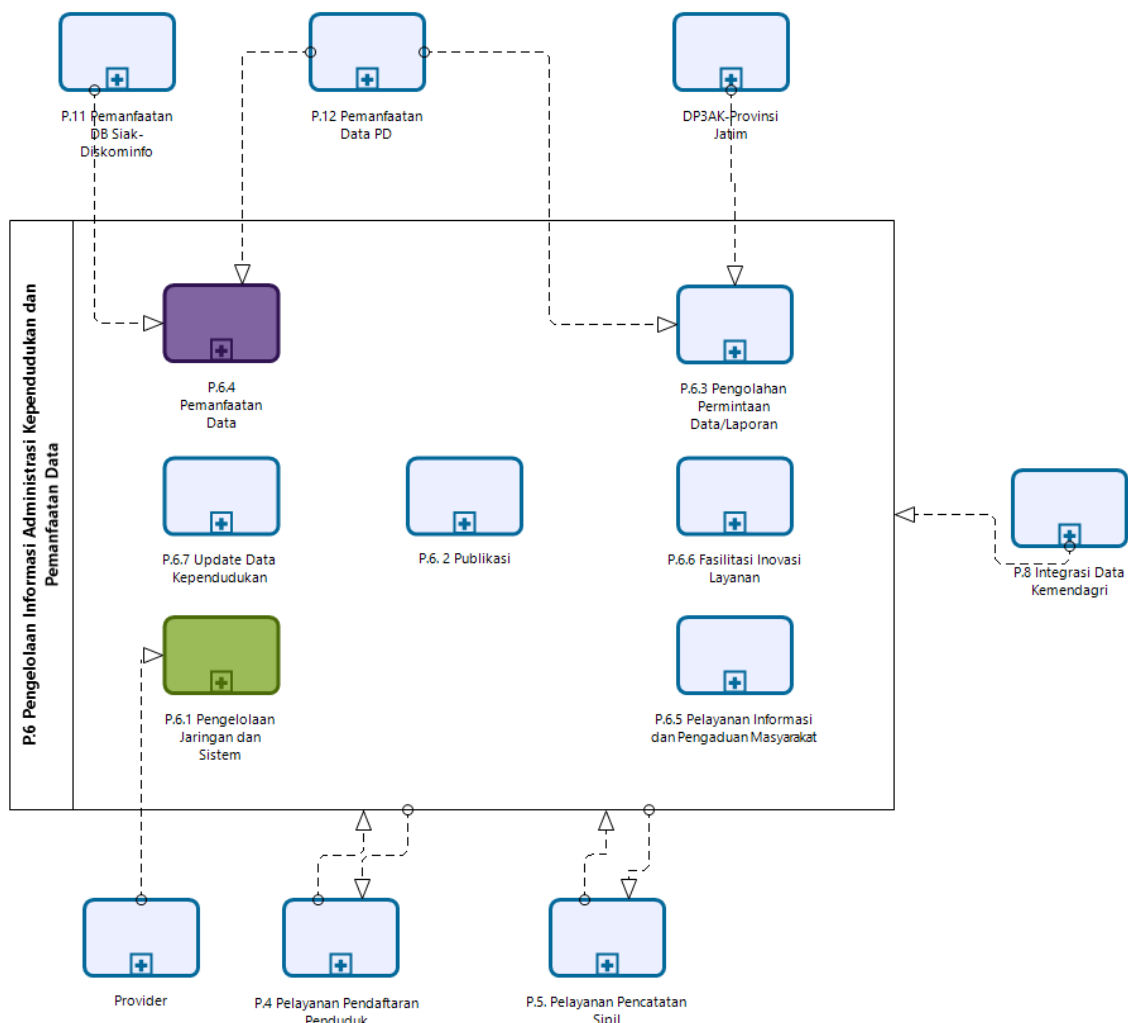 P.11 Pemanfaatan
DB Siak-
Diskominfo
P.12 Pemanfaatan
Data PD
DP3AK-Provinsi
Jatim
P.6 Pengelolaan Informasi Administrasi Kependudukan dan
Pemanfaatan Data
P.6.4
Pemanfaatan
Data
P.6.3 Pengolahan
Permintaan
Data/Laporan
P.6.7 Update Data
Kependudukan
P.6. 2 Publikasi
P.6.6 Fasilitasi Inovasi
Layanan
P.8 Integrasi Data
Kemendagri
P.6.1 Pengelolaan
Jaringan dan
Sistem
P.6.5 Pelayanan Informasi
dan Pengaduan Masyarakat
Provider
P.4 Pelayanan Pendaftaran
Penduduk
P.5. Pelayanan Pencatatan
Sipil